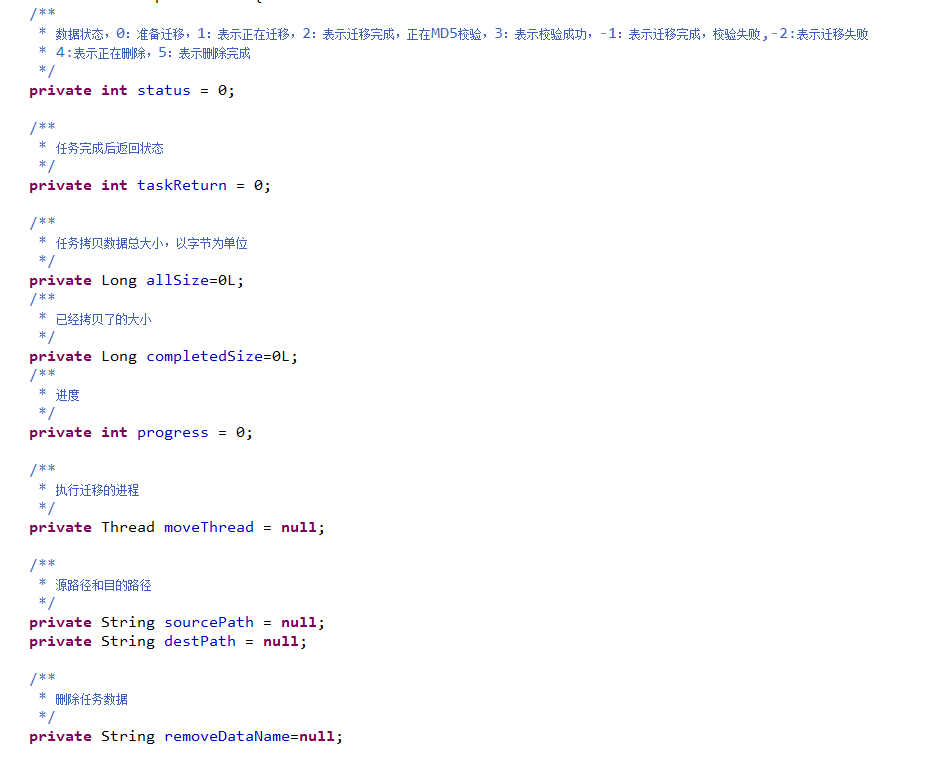 /**
 * 数据状态，0：准备迁移，1：表示正在迁移，2：表示迁移完成，正在MD5校验，3：表示校验成功，-1：表示迁移完成，校验失败,-2:表示迁移失败
 * 4:表示正在删除，5：表示删除完成
 */
private int status = 0;
/**
 * 任务完成后返回状态
 */
private int taskReturn = 0;
/**
 * 任务拷贝数据总大小，以字节为单位
 */
private Long allSize=0L;
/**
 * 已经拷贝了的大小
 */
private Long completedSize=0L;
/**
 * 进度
 */
private int progress = 0;
/**
 * 执行迁移的进程
 */
private Thread moveThread = null;
/**
 * 源路径和目的路径
 */
private String sourcePath = null;
private String destPath = null;
/**
 * 删除任务数据
 */
private String removeDataName=null;